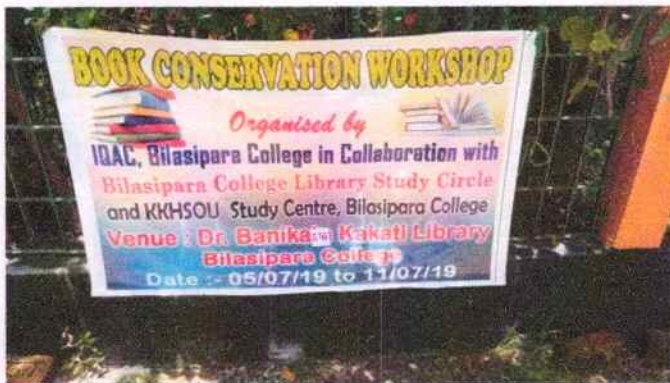 BOOK CONSERVATION WORKSHOP
Organised by
IQAC, Bilasipara College in Collaboration with
Bilasipara College Library Study Circle
and KKHSOU Study Centre, Bilasipara College
Venue : Dr. Kakati Library
Bilasipara College
Date :- 05/07/19 to 11/07/19